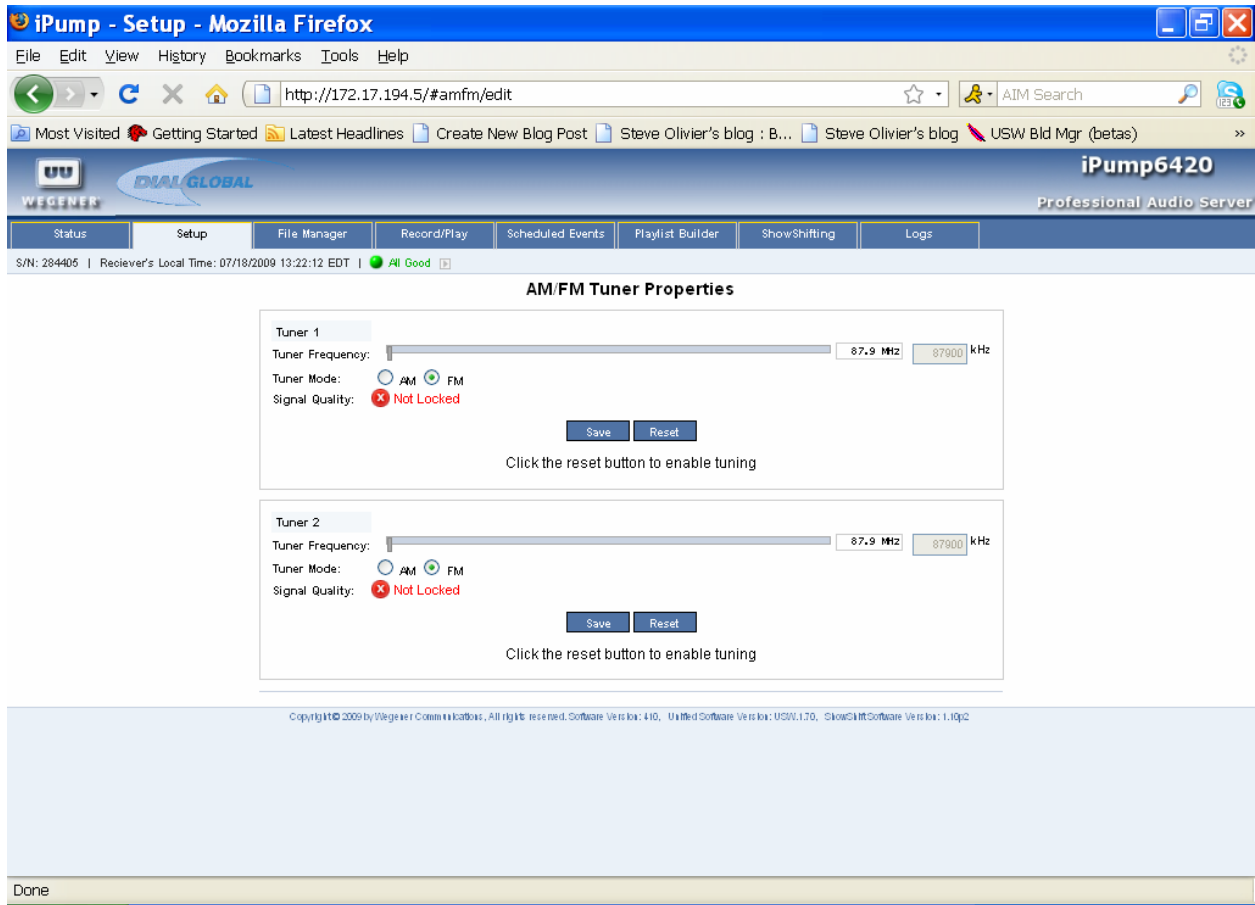 iPump - Setup - Mozilla Firefox
File Edit View History Bookmarks Tools Help
http://172.17.194.5/#amfm/edit
AIM Search
Most Visited Getting Started Latest Headlines Create New Blog Post Steve Olivier's blog : B... Steve Olivier's blog USW Bld Mgr (betas) »
WEGENER
DIAL GLOBAL
iPump6420
Professional Audio Server
Status Setup File Manager Record/Play Scheduled Events Playlist Builder ShowShifting Logs
S/N: 284405 | Reciever's Local Time: 07/18/2009 13:22:12 EDT | All Good
AM/FM Tuner Properties
Tuner 1
Tuner Frequency: 87.9 MHz 87900 kHz
Tuner Mode: AM FM
Signal Quality: Not Locked
Save Reset
Click the reset button to enable tuning
Tuner 2
Tuner Frequency: 87.9 MHz 87900 kHz
Tuner Mode: AM FM
Signal Quality: Not Locked
Save Reset
Click the reset button to enable tuning
Copyright© 2009 by Wegener Communications, All rights reserved. Software Version: 410, Unified Software Version: USW.1.70, ShowShift Software Version: 1.10p2
Done